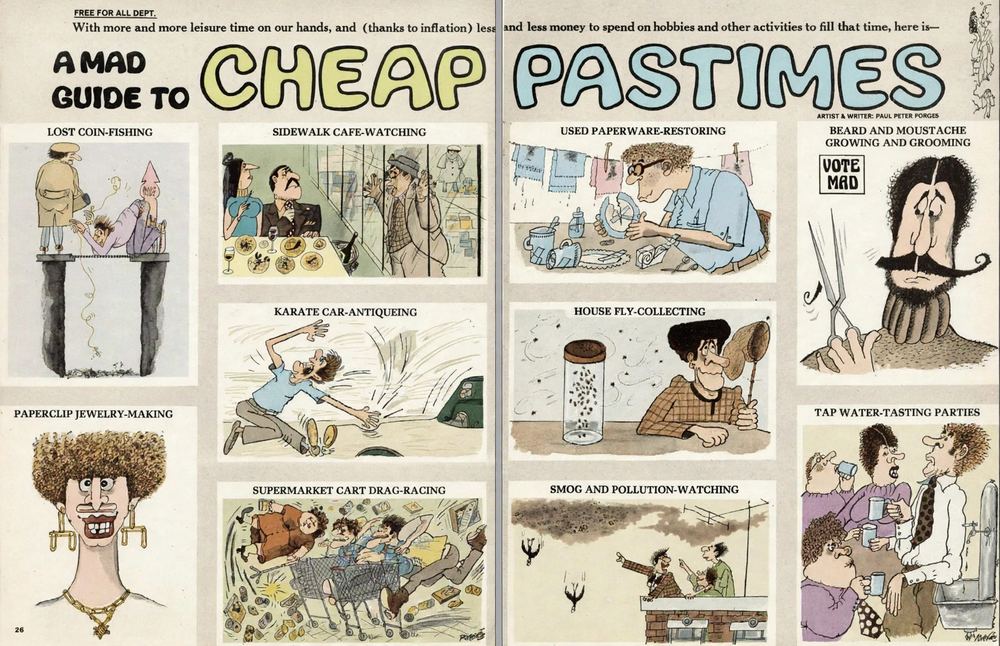 FREE FOR ALL DEPT.
With more and more leisure time on our hands, and (thanks to inflation) less and less money to spend on hobbies and other activities to fill that time, here is—
A MAD
GUIDE TO CHEAP PASTIMES
ARTIST & WRITER: PAUL PETER PORGES
LOST COIN-FISHING
SIDEWALK CAFE-WATCHING
USED PAPERWARE-RESTORING
BEARD AND MOUSTACHE
GROWING AND GROOMING
VOTE
MAD
KARATE CAR-ANTIQUEING
HOUSE FLY-COLLECTING
PAPERCLIP JEWELRY-MAKING
TAP WATER-TASTING PARTIES
SUPERMARKET CART DRAG-RACING
SMOG AND POLLUTION-WATCHING
26
PORGES